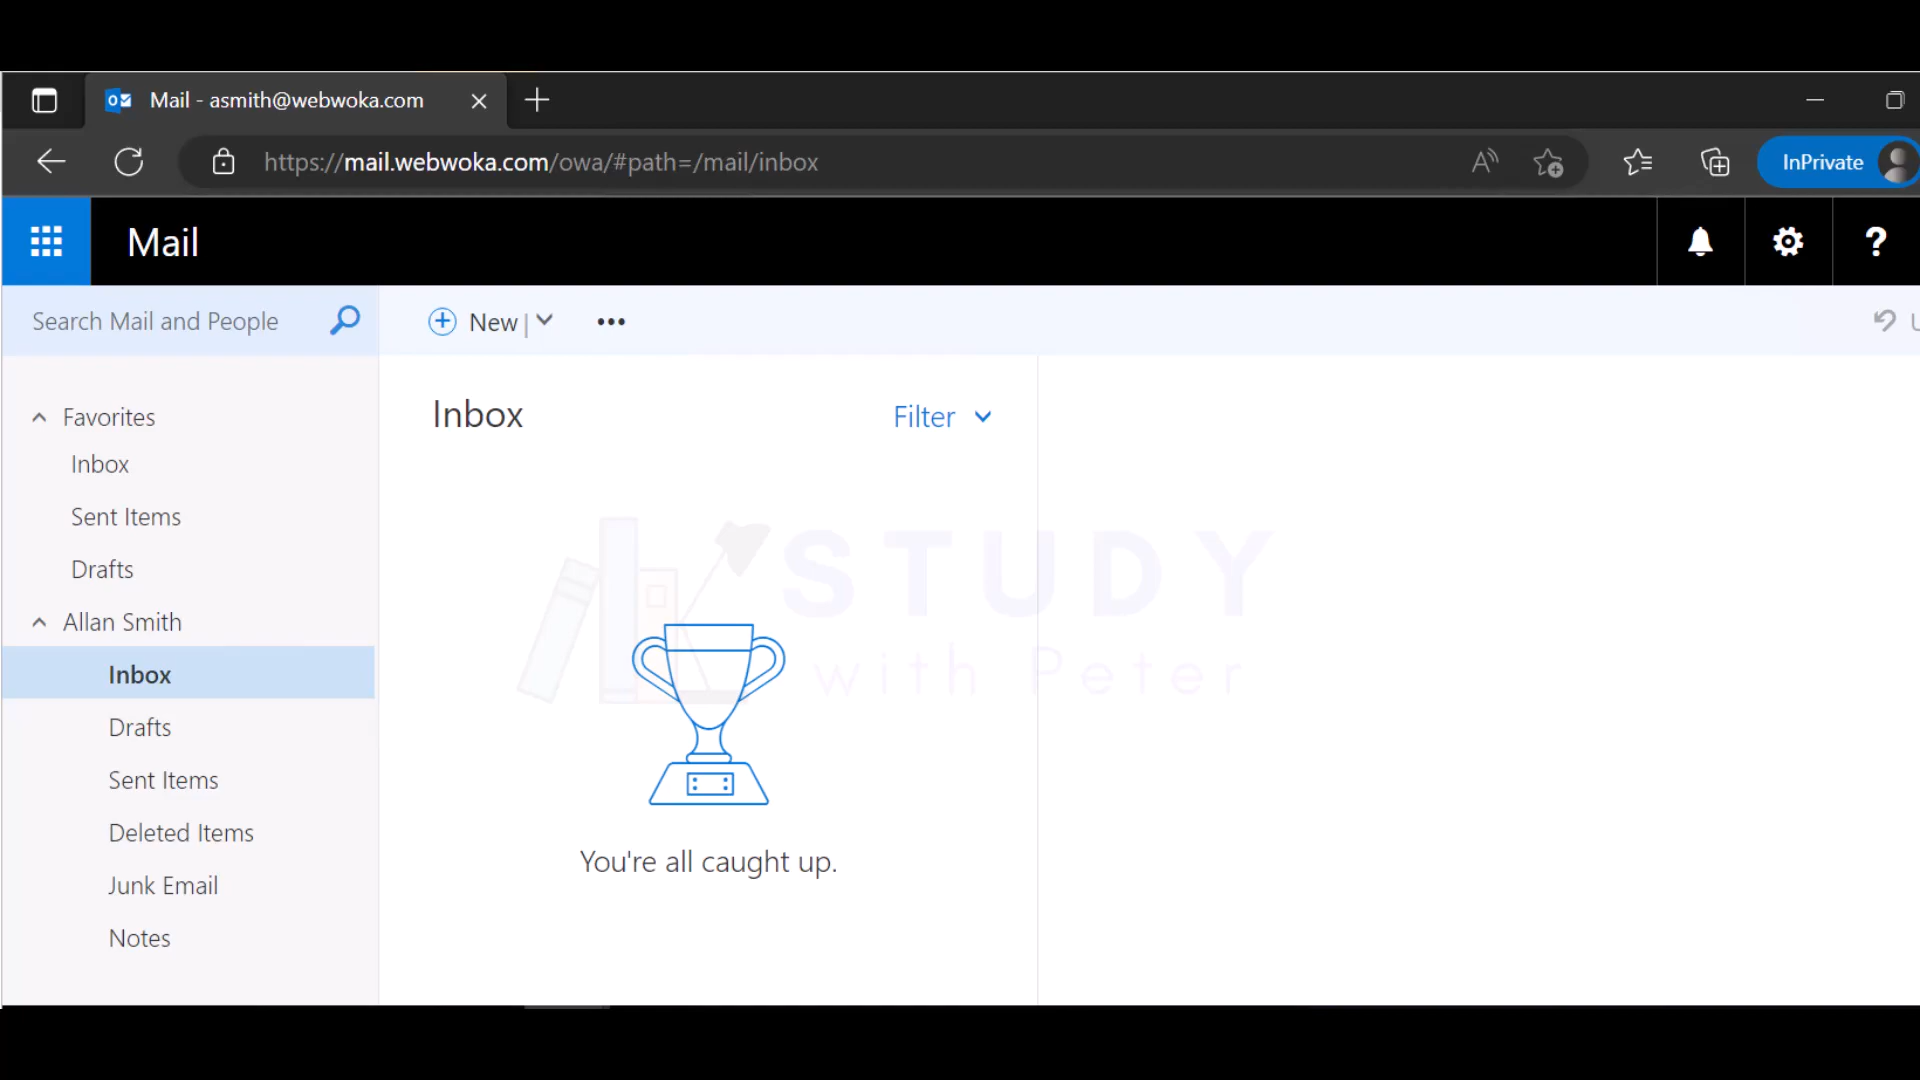 Mail - asmith@webwoka.com
https://mail.webwoka.com/owa/#path=/mail/inbox
InPrivate
Mail
Search Mail and People
New
Favorites
Inbox
Sent Items
Drafts
Allan Smith
Inbox
Drafts
Sent Items
Deleted Items
Junk Email
Notes
Inbox
Filter
STUDY
with Peter
You're all caught up.